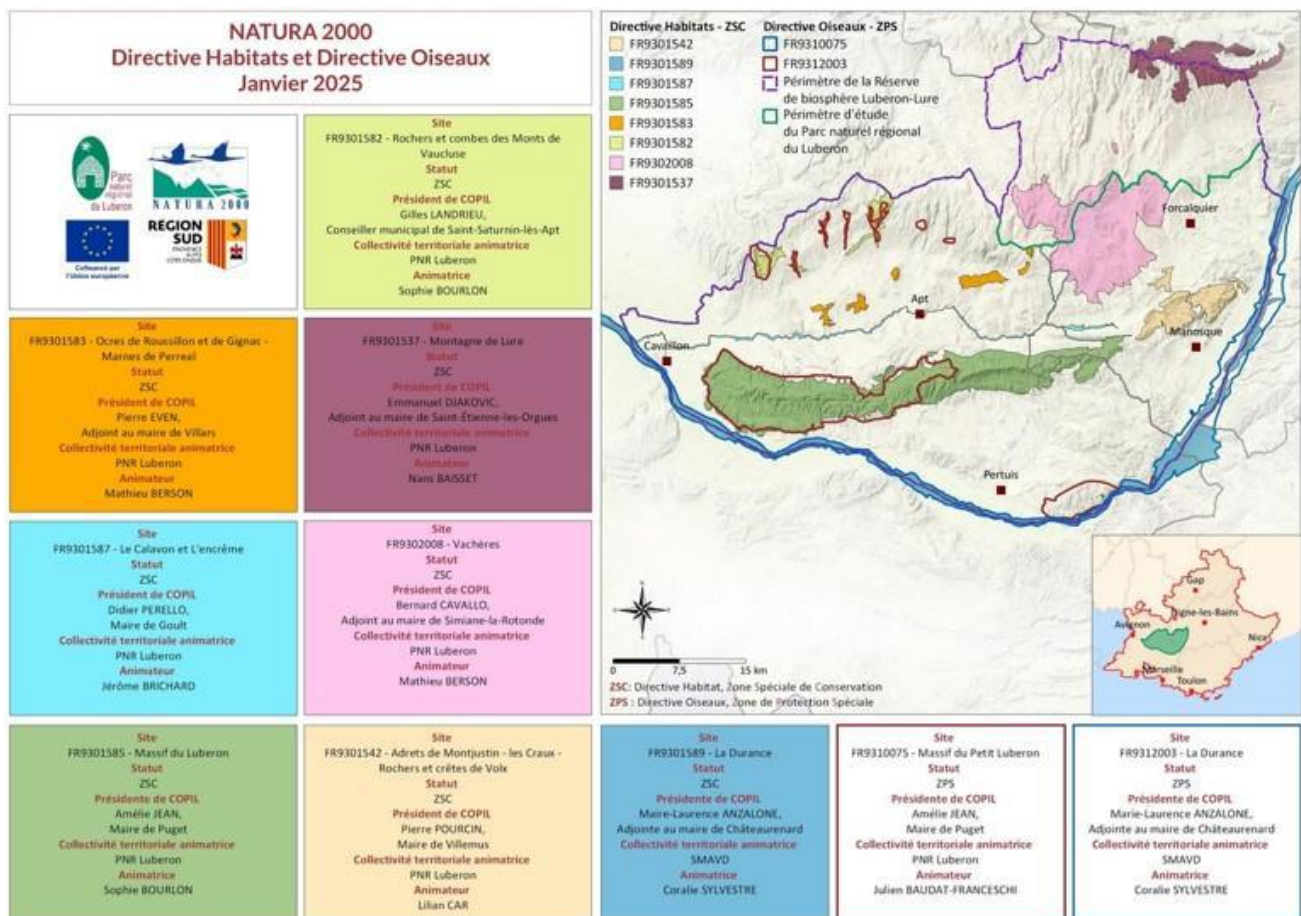 NATURA 2000
Directive Habitats et Directive Oiseaux
Janvier 2025
Parc
naturel
régional
du Luberon
NATURA 2000
Cofinancé par
l'Union européenne
RÉGION
SUD
PROVENCE
ALPES
CÔTE D'AZUR
Site
FR9301582 - Rochers et combes des Monts de
Vaucluse
Statut
ZSC
Président de COPIL
Gilles LANDRIEU,
Conseiller municipal de Saint-Saturnin-lès-Apt
Collectivité territoriale animatrice
PNR Luberon
Animatrice
Sophie BOURLON
Site
FR9301583 - Ocres de Roussillon et de Gignac -
Marnes de Perreal
Statut
ZSC
Président de COPIL
Pierre EVEN,
Adjoint au maire de Villars
Collectivité territoriale animatrice
PNR Luberon
Animateur
Mathieu BERSON
Site
FR9301537 - Montagne de Lure
Statut
ZSC
Président de COPIL
Emmanuel DJAKOVIC,
Adjoint au maire de Saint-Étienne-les-Orgues
Collectivité territoriale animatrice
PNR Luberon
Animateur
Nans BAISSET
Site
FR9301587 - Le Calavon et L'encrême
Statut
ZSC
Président de COPIL
Didier PERELLO,
Maire de Goult
Collectivité territoriale animatrice
PNR Luberon
Animateur
Jérôme BRICHARD
Site
FR9302008 - Vachères
Statut
ZSC
Président de COPIL
Bernard CAVALLO,
Adjoint au maire de Simiane-la-Rotonde
Collectivité territoriale animatrice
PNR Luberon
Animateur
Mathieu BERSON
Directive Habitats - ZSC
FR9301542
FR9301589
FR9301587
FR9301585
FR9301583
FR9301582
FR9302008
FR9301537
Directive Oiseaux - ZPS
FR9310075
FR9312003
Périmètre de la Réserve
de biosphère Luberon-Lure
Périmètre d'étude
du Parc naturel régional
du Luberon
Forcalquier
Apt
Manosque
Cavaillon
Pertuis
0 7,5 15 km
ZSC: Directive Habitat, Zone Spéciale de Conservation
ZPS : Directive Oiseaux, Zone de Protection Spéciale
Gap
Digne-les-Bains
Avignon
Nice
Marseille
Toulon
Site
FR9301585 - Massif du Luberon
Statut
ZSC
Présidente de COPIL
Amélie JEAN,
Maire de Puget
Collectivité territoriale animatrice
PNR Luberon
Animatrice
Sophie BOURLON
Site
FR9301542 - Adrets de Montjustin - les Craux -
Rochers et crêtes de Volx
Statut
ZSC
Président de COPIL
Pierre POURCIN,
Maire de Villemus
Collectivité territoriale animatrice
PNR Luberon
Animateur
Lilian CAR
Site
FR9301589 - La Durance
Statut
ZSC
Présidente de COPIL
Maire-Laurence ANZALONE,
Adjointe au maire de Châteaurenard
Collectivité territoriale animatrice
SMAVD
Animatrice
Coralie SYLVESTRE
Site
FR9310075 - Massif du Petit Luberon
Statut
ZPS
Présidente de COPIL
Amélie JEAN,
Maire de Puget
Collectivité territoriale animatrice
PNR Luberon
Animateur
Julien BAUDAT-FRANCESCHI
Site
FR9312003 - La Durance
Statut
ZPS
Présidente de COPIL
Marie-Laurence ANZALONE,
Adjointe au maire de Châteaurenard
Collectivité territoriale animatrice
SMAVD
Animatrice
Coralie SYLVESTRE